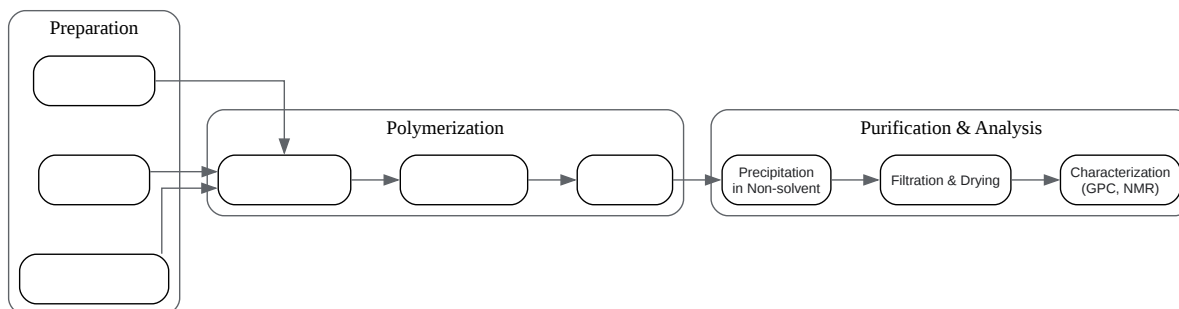 Preparation
Polymerization
Purification & Analysis
Precipitation
in Non-solvent
Filtration & Drying
Characterization
(GPC, NMR)